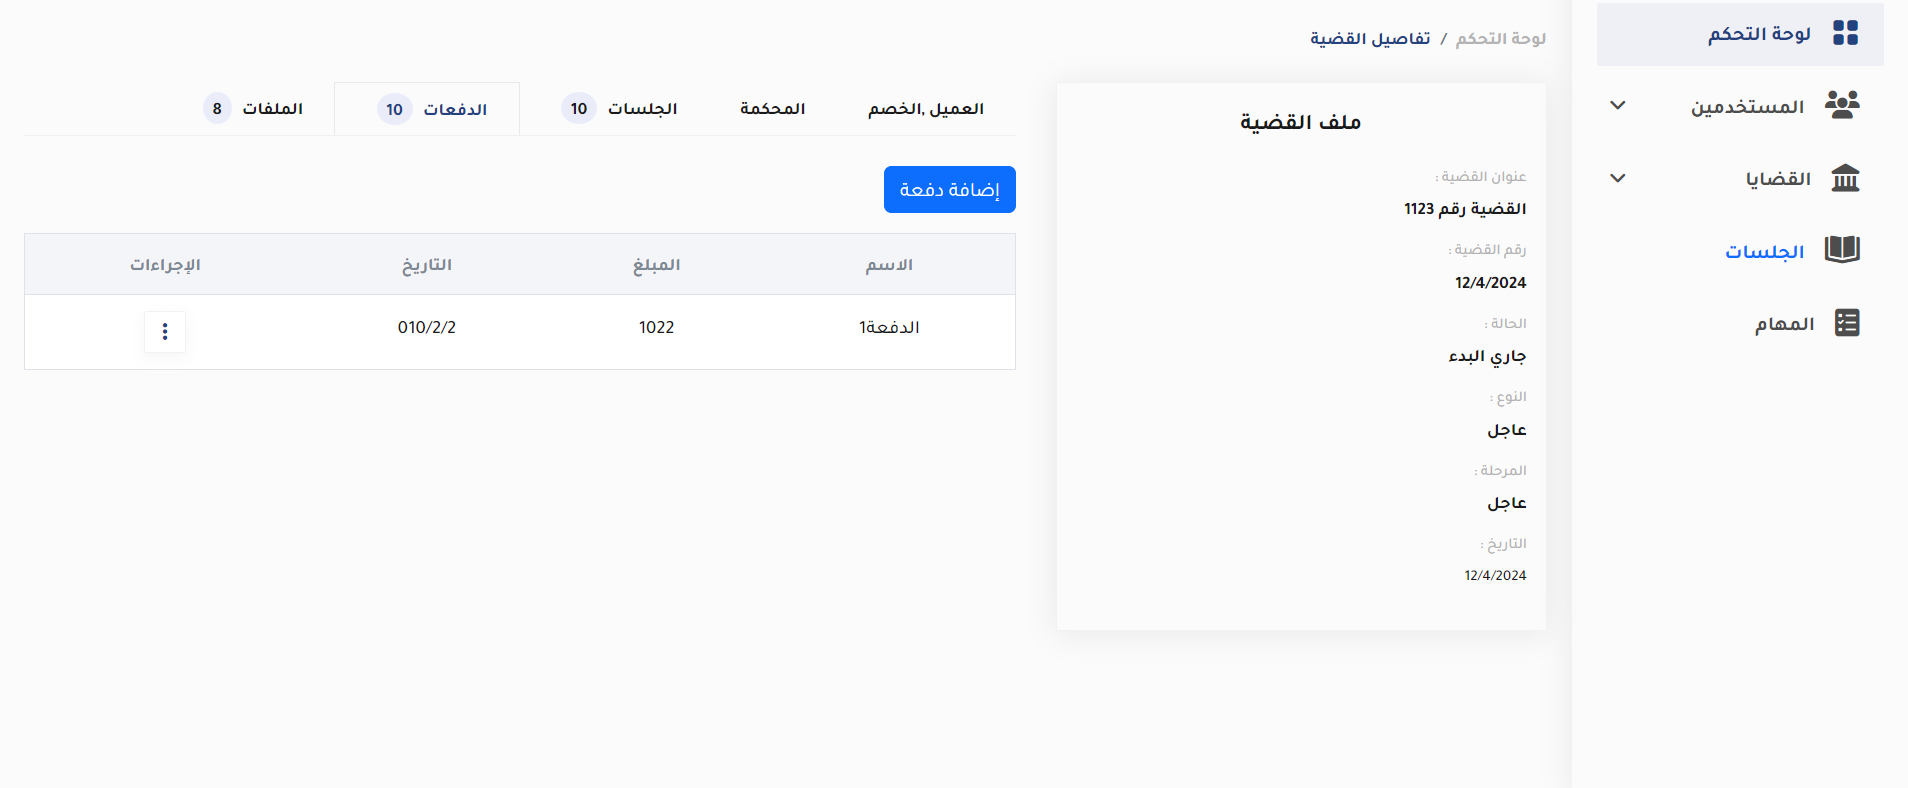 لوحة التحكم
المستخدمين
القضايا
الجلسات
المهام
لوحة التحكم / تفاصيل القضية
ملف القضية
عنوان القضية :
القضية رقم 1123
رقم القضية :
12/4/2024
الحالة :
جاري البدء
النوع :
عاجل
المرحلة :
عاجل
التاريخ :
12/4/2024
العميل ,الخصم المحكمة الجلسات 10 الدفعات 10 الملفات 8
إضافة دفعة
الاسم المبلغ التاريخ الإجراءات
الدفعة1 1022 010/2/2